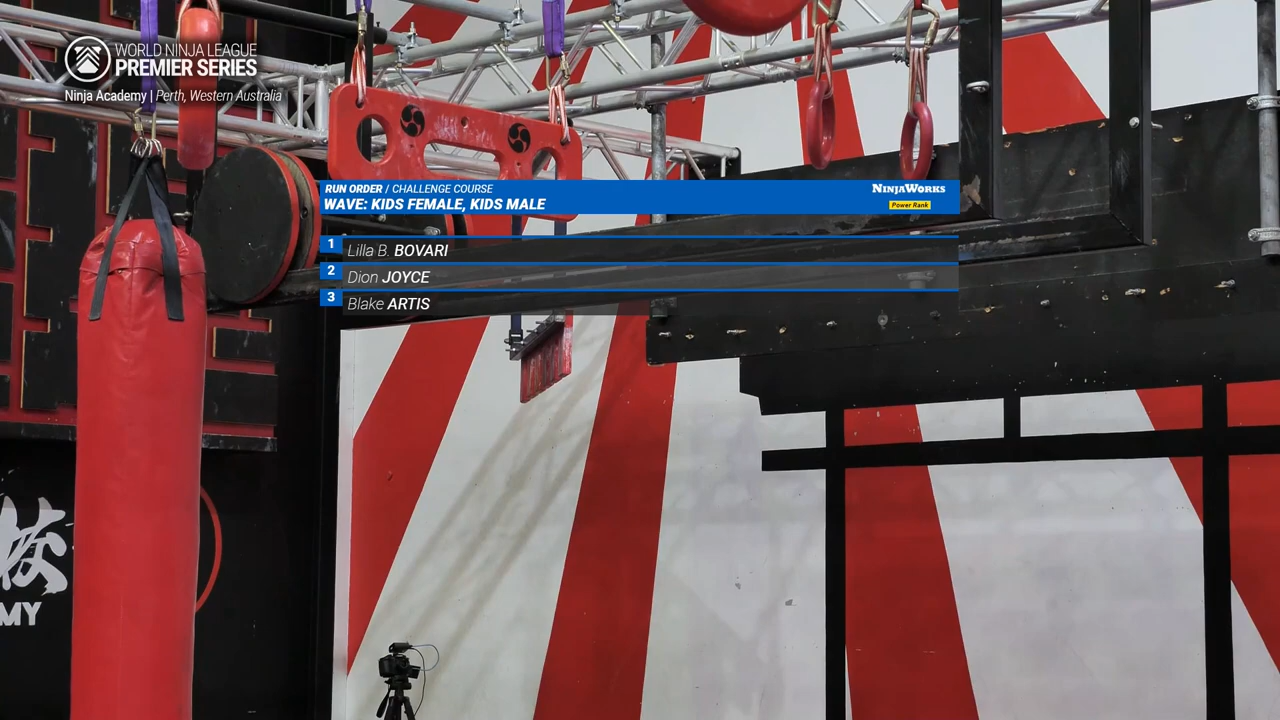 WORLD NINJA LEAGUE
PREMIER SERIES
Ninja Academy | Perth, Western Australia
RUN ORDER / CHALLENGE COURSE
WAVE: KIDS FEMALE, KIDS MALE
NINJAWORKS
Power Rank
1 Lilla B. BOVARI
2 Dion JOYCE
3 Blake ARTIS
MY